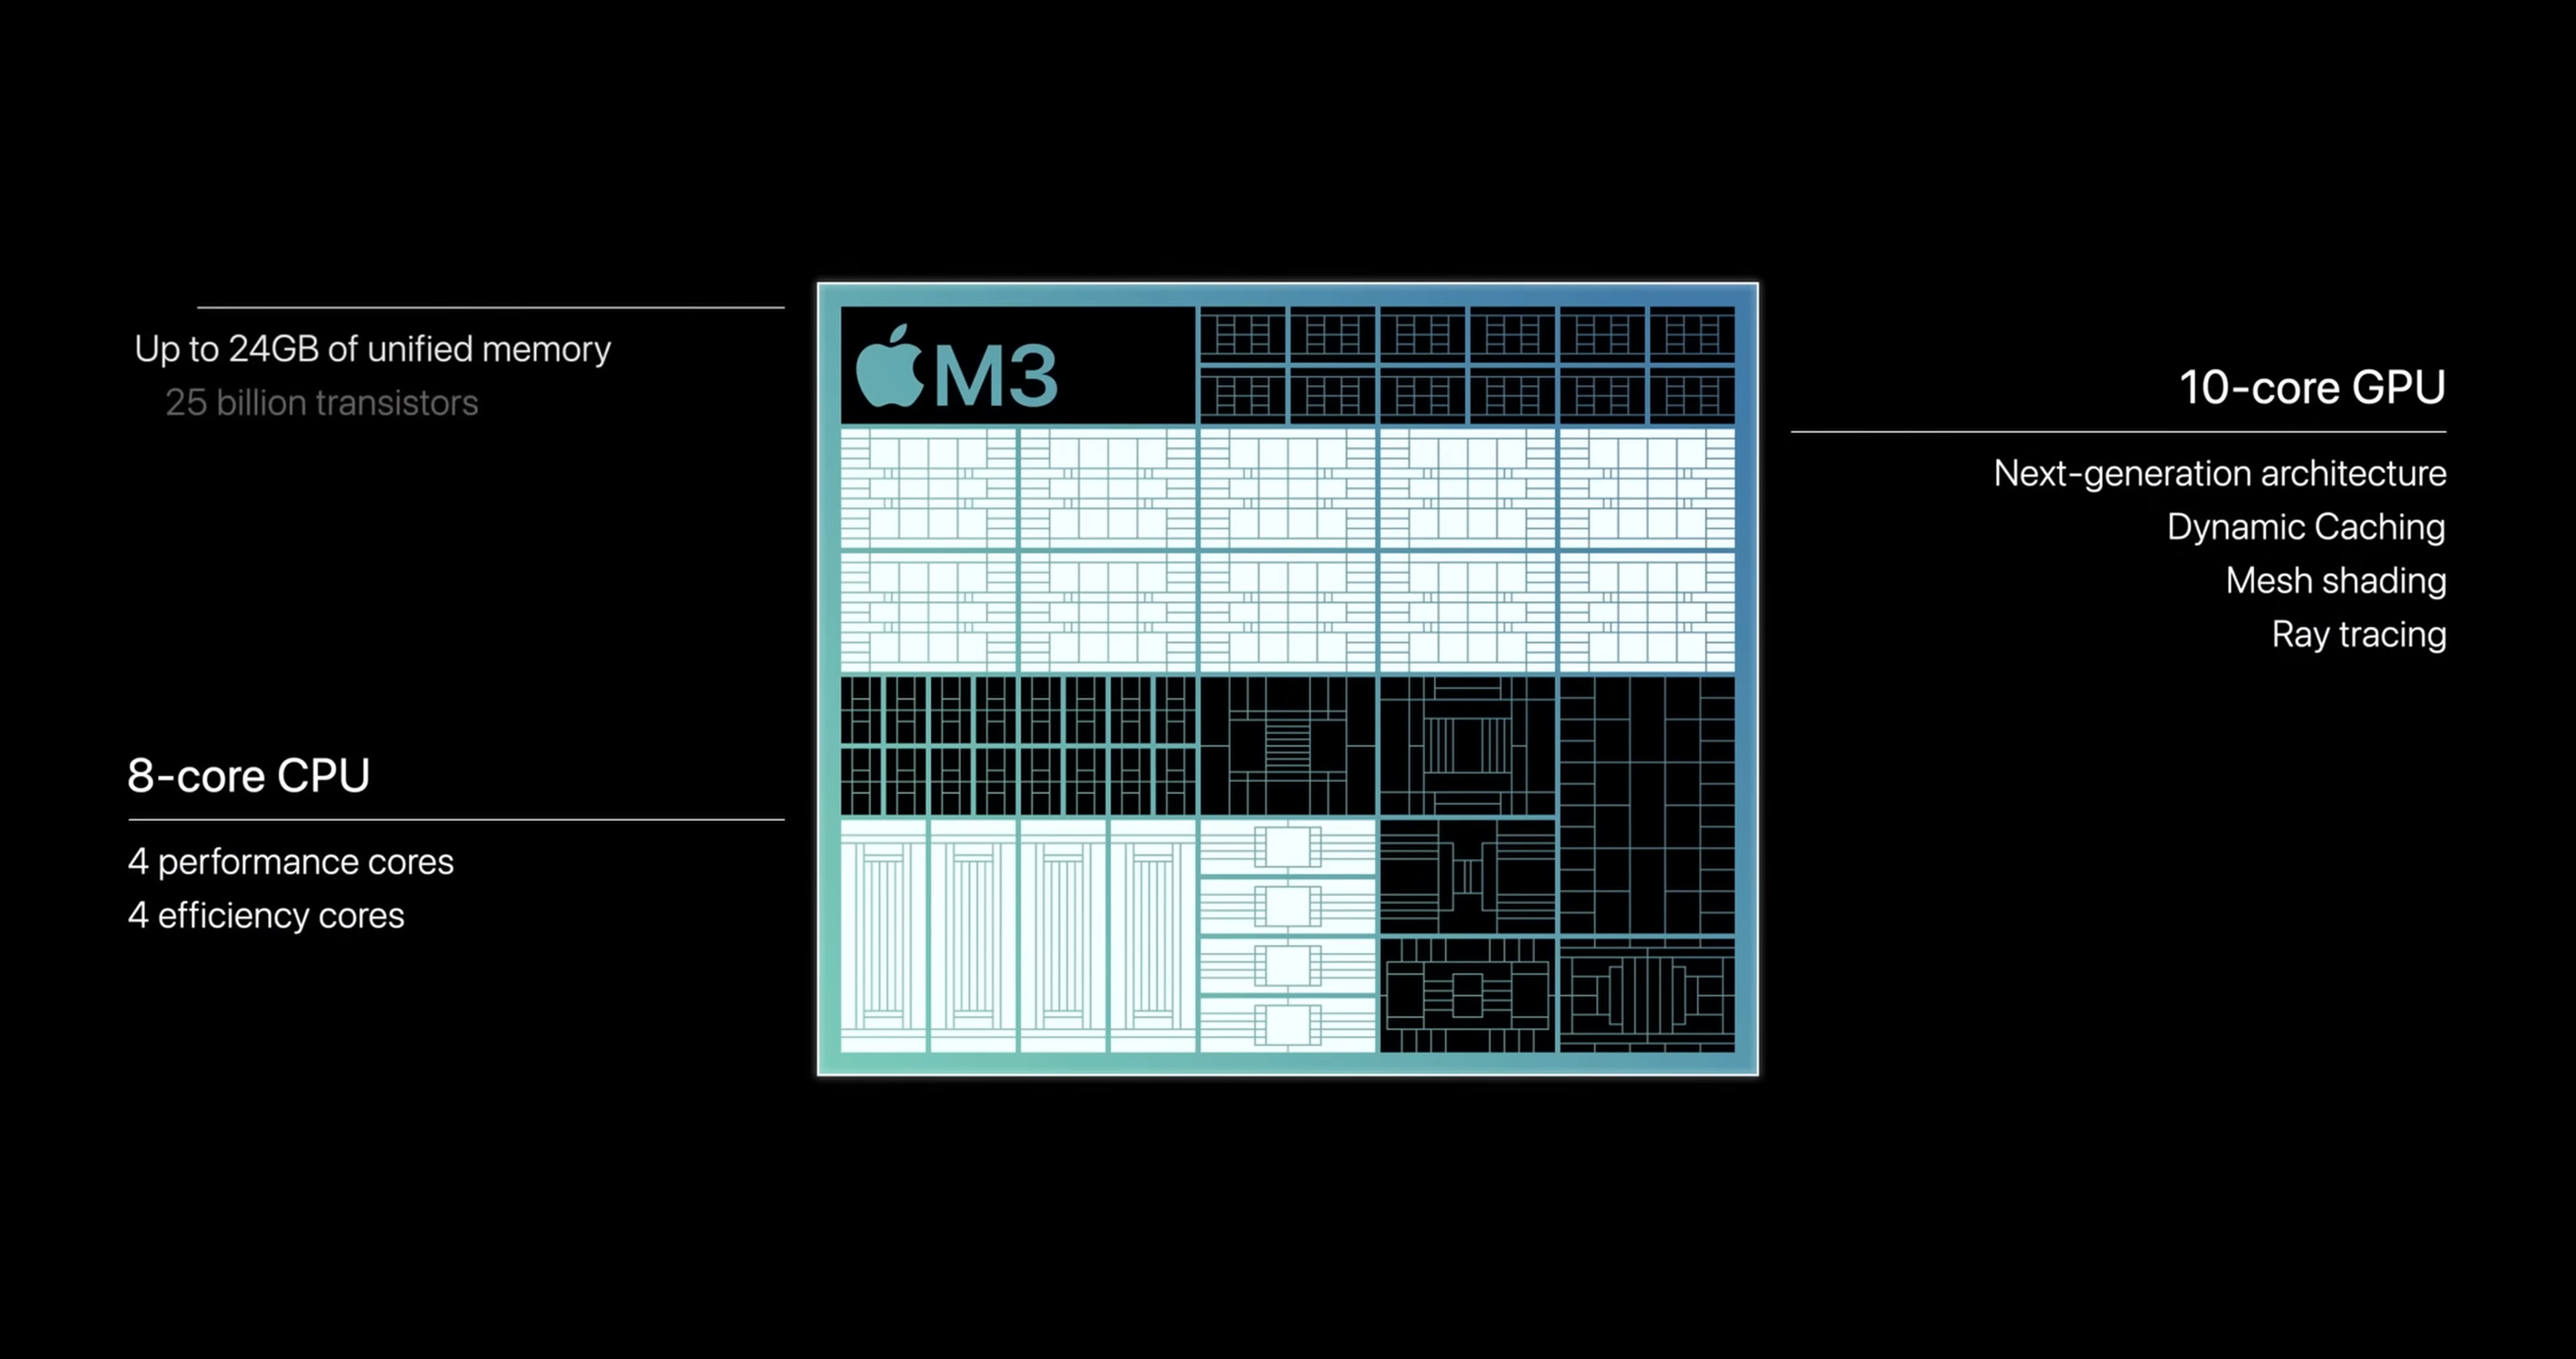 Up to 24GB of unified memory
25 billion transistors
8-core CPU
4 performance cores
4 efficiency cores
M3
10-core GPU
Next-generation architecture
Dynamic Caching
Mesh shading
Ray tracing